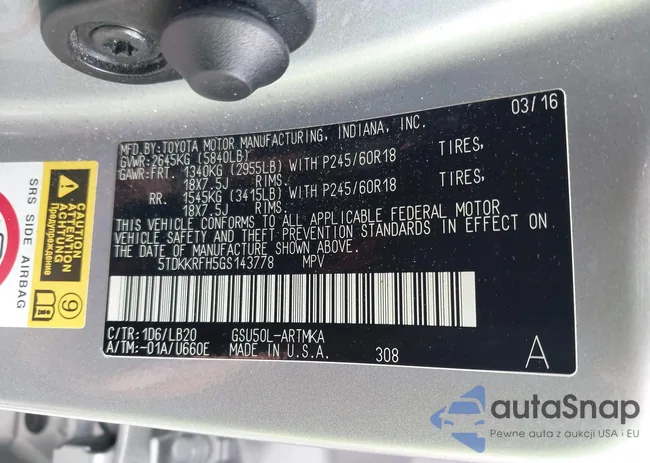 03/16
MFD.BY:TOYOTA MOTOR MANUFACTURING, INDIANA, INC.
GVWR:2645KG (5840LB)
GAWR:FRT. 1340KG (2955LB) WITH P245/60R18 TIRES,
18X7.5J RIMS,
RR. 1545KG (3415LB) WITH P245/60R18 TIRES,
18X7.5J RIMS,
THIS VEHICLE CONFORMS TO ALL APPLICABLE FEDERAL MOTOR
VEHICLE SAFETY AND THEFT PREVENTION STANDARDS IN EFFECT ON
THE DATE OF MANUFACTURE SHOWN ABOVE.
5TDKKRFH5GS143778 MPV
C/TR:1D6/LB20 GSU50L-ARTMKA
A/TM:-01A/U660E MADE IN U.S.A. 308 A
SRS SIDE AIRBAG
CAUTION
ATTENTION
ACHTUNG
Предупреждение
9
autaSnap
Pewne auta z aukcji USA i EU